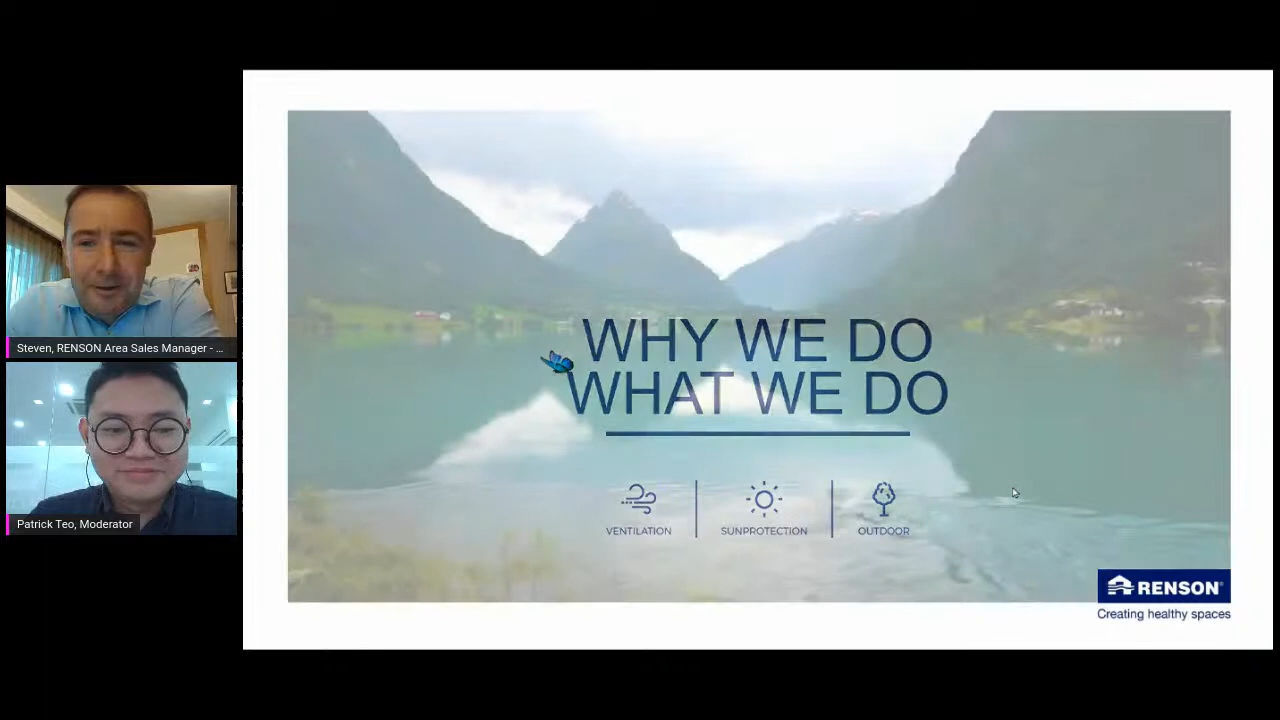 Steven, RENSON Area Sales Manager - ...
Patrick Teo, Moderator
WHY WE DO
WHAT WE DO
VENTILATION
SUNPROTECTION
OUTDOOR
RENSON®
Creating healthy spaces